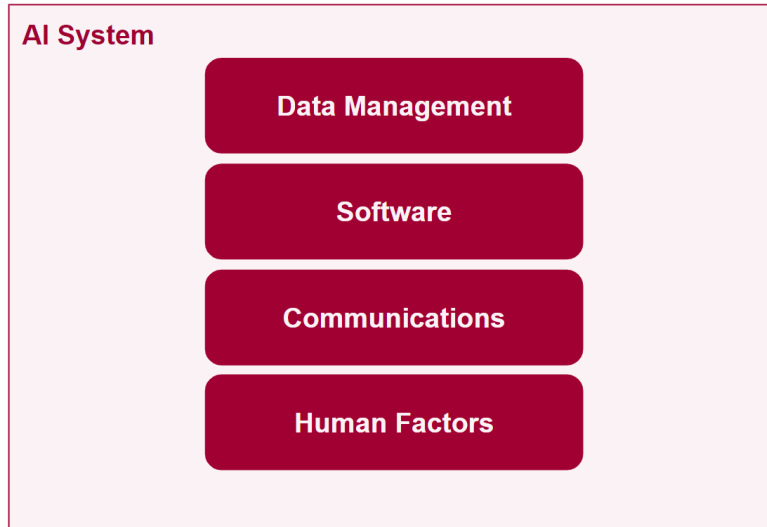 AI System
Data Management
Software
Communications
Human Factors